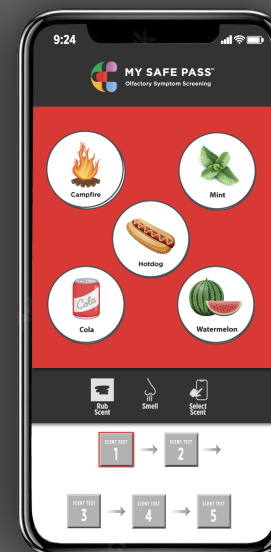 9:24
MY SAFE PASS™
Olfactory Symptom Screening
Campfire
Mint
Hotdog
Cola
Cola
Watermelon
Rub Scent
Smell
Select Scent
SCENT TEST
1
SCENT TEST
2
SCENT TEST
3
SCENT TEST
4
SCENT TEST
5